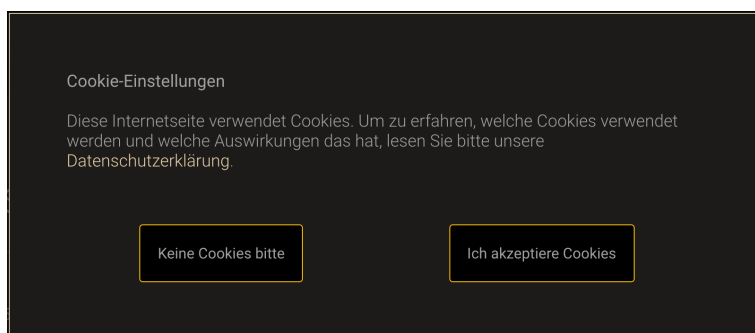 Cookie-Einstellungen
Diese Internetseite verwendet Cookies. Um zu erfahren, welche Cookies verwendet
werden und welche Auswirkungen das hat, lesen Sie bitte unsere
Datenschutzerklärung.
Keine Cookies bitte
Ich akzeptiere Cookies